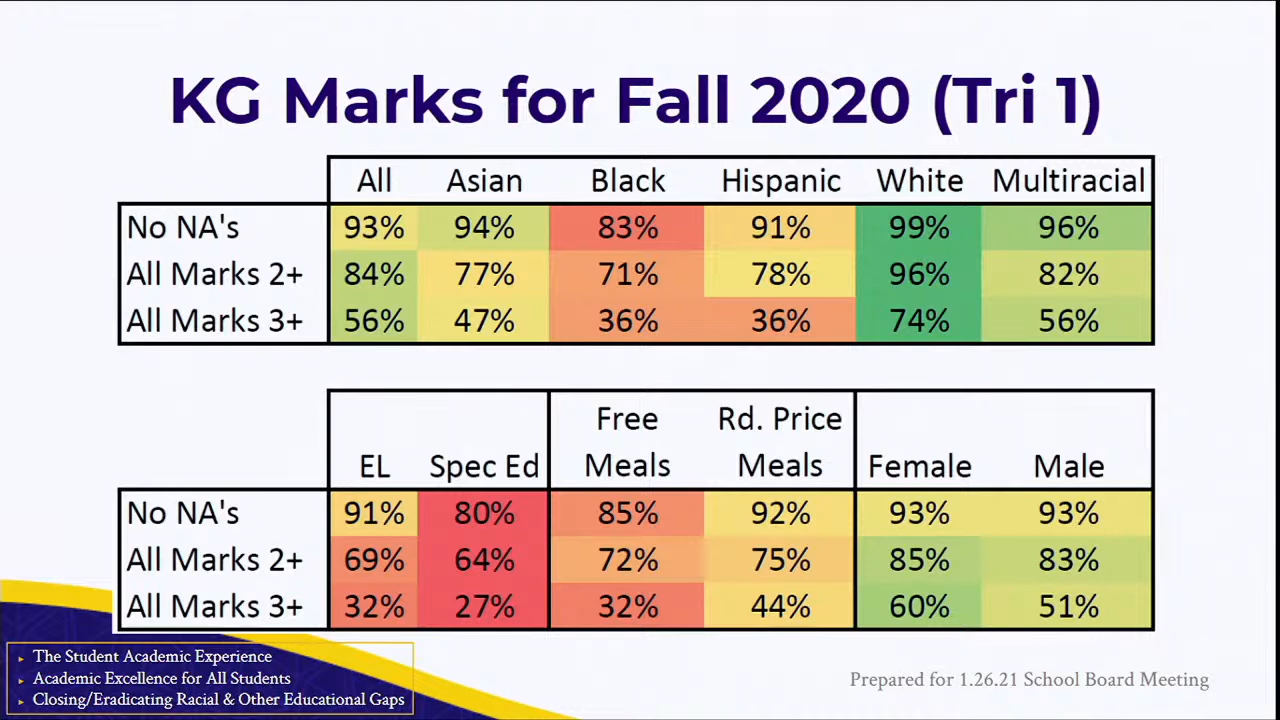 KG Marks for Fall 2020 (Tri 1)
All Asian Black Hispanic White Multiracial
No NA's 93% 94% 83% 91% 99% 96%
All Marks 2+ 84% 77% 71% 78% 96% 82%
All Marks 3+ 56% 47% 36% 36% 74% 56%
Free Rd. Price
EL Spec Ed Meals Meals Female Male
No NA's 91% 80% 85% 92% 93% 93%
All Marks 2+ 69% 64% 72% 75% 85% 83%
All Marks 3+ 32% 27% 32% 44% 60% 51%
The Student Academic Experience
Academic Excellence for All Students
Closing/Eradicating Racial & Other Educational Gaps
Prepared for 1.26.21 School Board Meeting